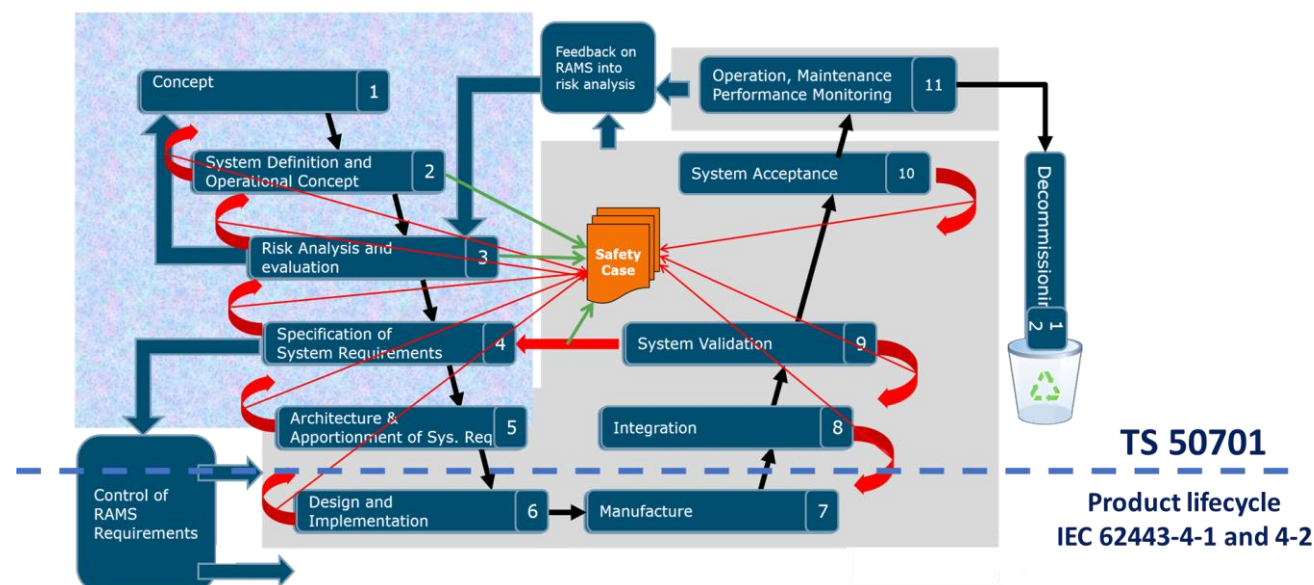 Concept
1
System Definition and
Operational Concept
2
Risk Analysis and
evaluation
3
Specification of
System Requirements
4
Architecture &
Apportionment of Sys. Req
5
Design and
Implementation
6
Control of
RAMS
Requirements
Feedback on
RAMS into
risk analysis
Safety
Case
Operation, Maintenance
Performance Monitoring
11
System Acceptance
10
System Validation
9
Integration
8
Manufacture
7
Decommissionin
1
2
TS 50701
Product lifecycle
IEC 62443-4-1 and 4-2